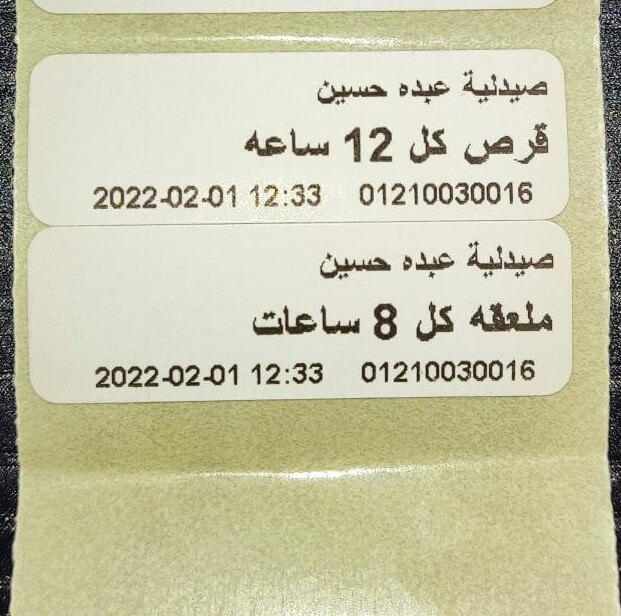 صيدلية عبده حسين
قرص كل 12 ساعه
2022-02-01 12:33 01210030016
صيدلية عبده حسين
ملعقه كل 8 ساعات
2022-02-01 12:33 01210030016